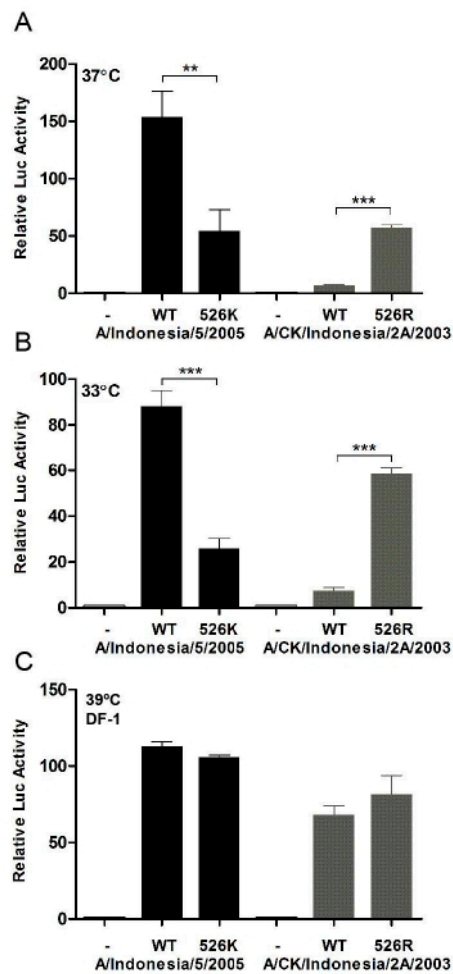 A
37°C
Relative Luc Activity
200
150
100
50
0
**
***
- WT 526K - WT 526R
A/Indonesia/5/2005 A/CK/Indonesia/2A/2003
B
33°C
Relative Luc Activity
100
80
60
40
20
0
***
***
- WT 526K - WT 526R
A/Indonesia/5/2005 A/CK/Indonesia/2A/2003
C
39°C
DF-1
Relative Luc Activity
150
100
50
0
- WT 526K - WT 526R
A/Indonesia/5/2005 A/CK/Indonesia/2A/2003